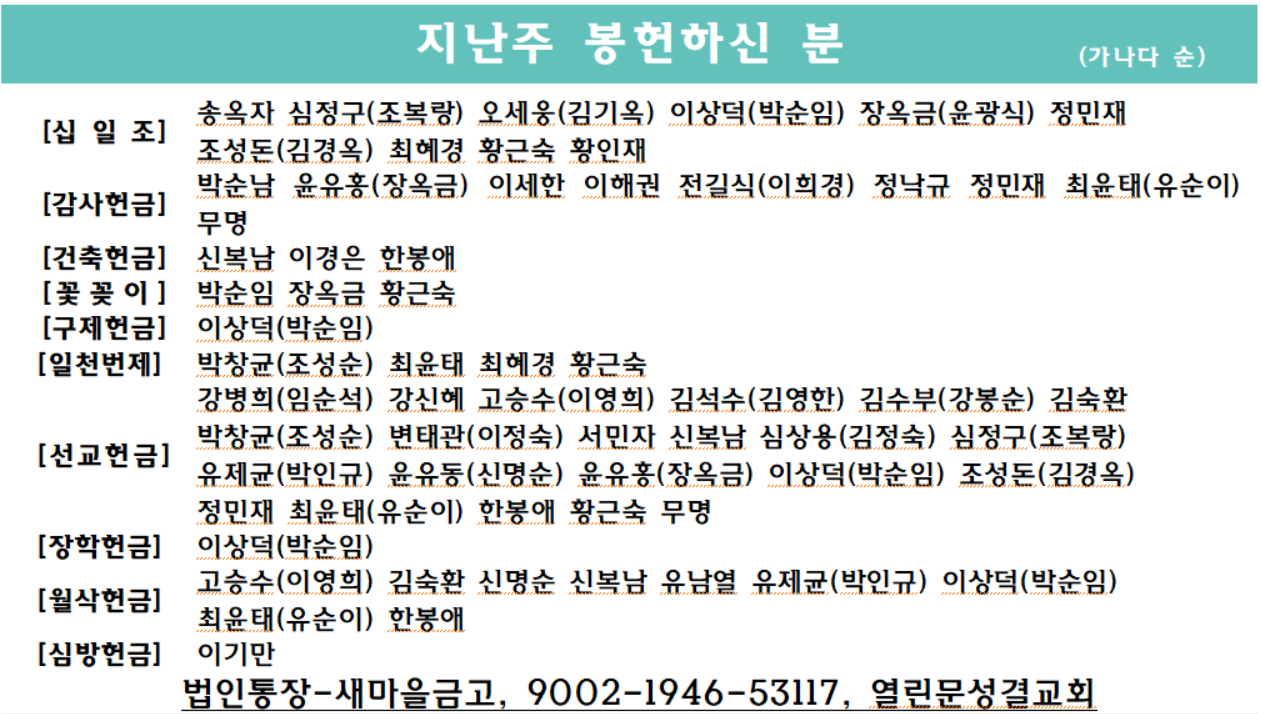 지난주 봉헌하신 분 (가나다 순)
[십 일 조] 송옥자 심정구(조복랑) 오세웅(김기옥) 이상덕(박순임) 장옥금(윤광식) 정민재
조성돈(김경옥) 최혜경 황근숙 황인재
[감사헌금] 박순남 윤유홍(장옥금) 이세한 이해권 전길식(이희경) 정낙규 정민재 최윤태(유순이)
무명
[건축헌금] 신복남 이경은 한봉애
[꽃 꽂 이] 박순임 장옥금 황근숙
[구제헌금] 이상덕(박순임)
[일천번제] 박창균(조성순) 최윤태 최혜경 황근숙
[선교헌금] 강병희(임순석) 강신혜 고승수(이영희) 김석수(김영한) 김수부(강봉순) 김숙환
박창균(조성순) 변태관(이정숙) 서민자 신복남 심상용(김정숙) 심정구(조복랑)
유제균(박인규) 윤유동(신명순) 윤유홍(장옥금) 이상덕(박순임) 조성돈(김경옥)
정민재 최윤태(유순이) 한봉애 황근숙 무명
[장학헌금] 이상덕(박순임)
[월삭헌금] 고승수(이영희) 김숙환 신명순 신복남 유남열 유제균(박인규) 이상덕(박순임)
최윤태(유순이) 한봉애
[심방헌금] 이기만
법인통장-새마을금고, 9002-1946-53117, 열린문성결교회